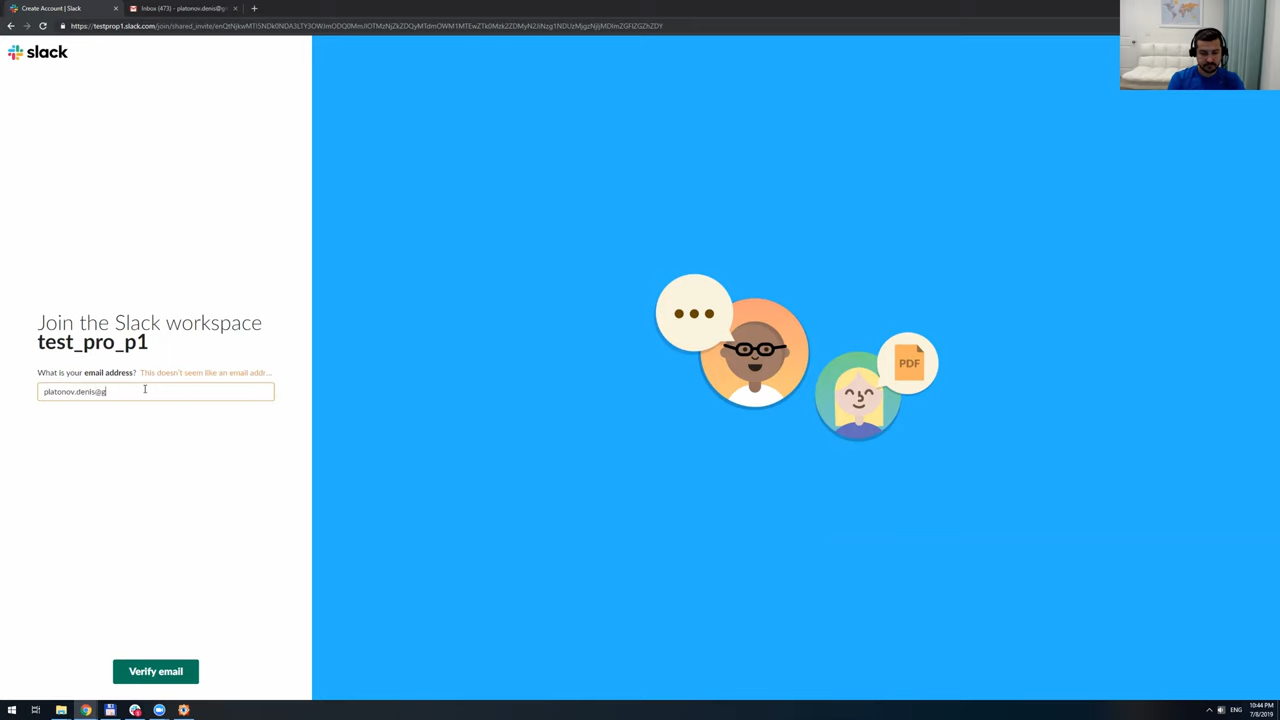 Create Account | Slack
Inbox (473) - platonov.denis@g
slack
Join the Slack workspace
test_pro_p1
What is your email address? This doesn't seem like an email addr...
platonov.denis@g
Verify email
PDF
ENG
10:44 PM
7/8/2019